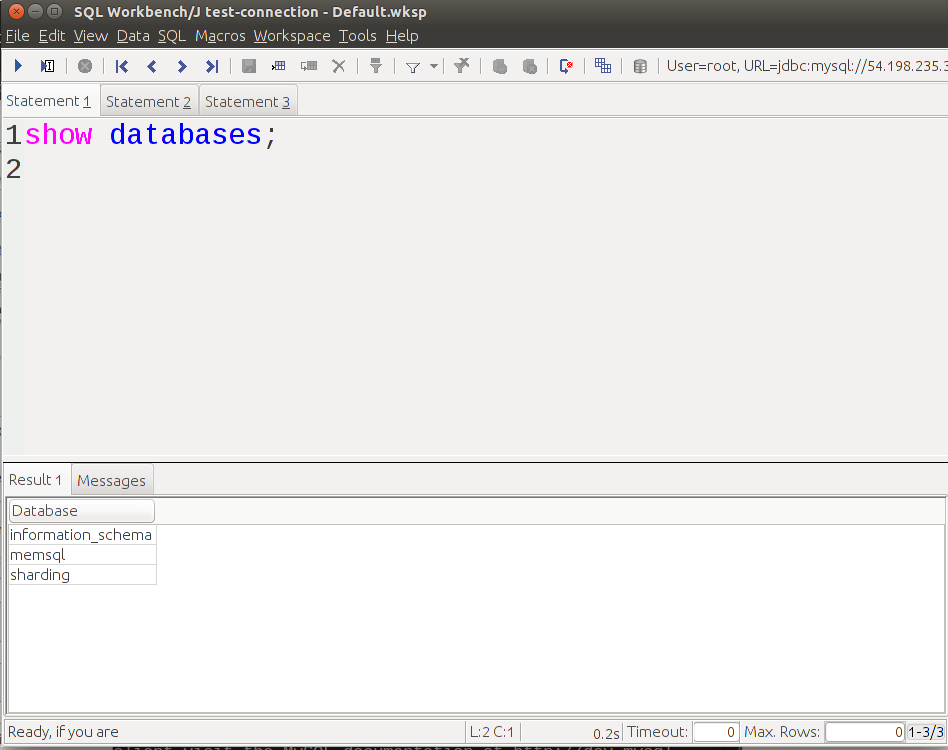 SQL Workbench/J test-connection - Default.wksp
File Edit View Data SQL Macros Workspace Tools Help
User=root, URL=jdbc:mysql://54.198.235.3
Statement 1 Statement 2 Statement 3
1 show databases;
2
Result 1 Messages
Database
information_schema
memsql
sharding
Ready, if you are L:2 C:1 0.2s Timeout: 0 Max. Rows: 0 1-3/3